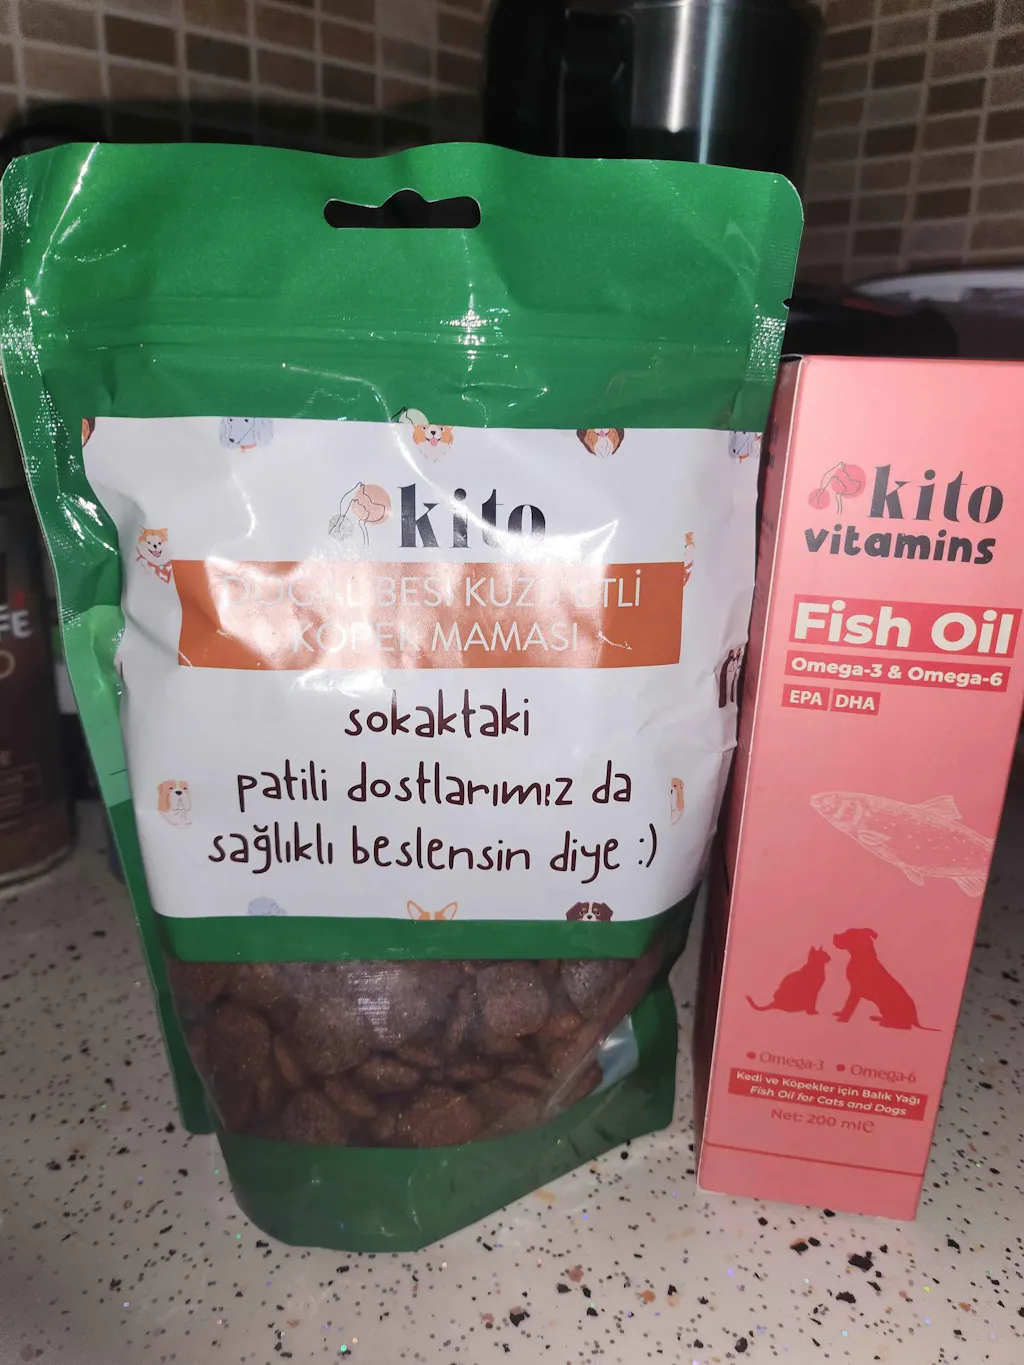 kito
DOĞAL BESİ KUZU ETLİ
KÖPEK MAMASI
sokaktaki
patili dostlarımız da
sağlıklı beslensin diye :)
kito
vitamins
Fish Oil
Omega-3 & Omega-6
EPA DHA
Omega-3 Omega-6
Kedi ve Köpekler için Balık Yağı
Fish Oil for Cats and Dogs
Net: 200 ml℮